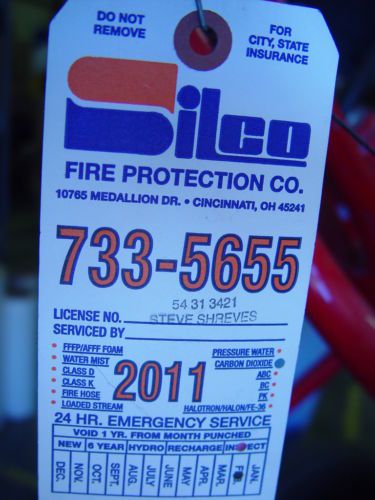 DO NOT REMOVE
FOR CITY, STATE INSURANCE
Silco
FIRE PROTECTION CO.
10765 MEDALLION DR. • CINCINNATI, OH 45241
733-5655
54 31 3421
LICENSE NO. STEVE SHREVES
SERVICED BY
• FFFP/AFFF FOAM
• WATER MIST
• CLASS D
• CLASS K
• FIRE HOSE
• LOADED STREAM
2011
PRESSURE WATER •
CARBON DIOXIDE
ABC •
BC •
PK •
HALOTRON/HALON/FE-36 •
24 HR. EMERGENCY SERVICE
VOID 1 YR. FROM MONTH PUNCHED
NEW 6 YEAR HYDRO RECHARGE INSPECT
DEC. NOV. OCT. SEPT. AUG. JULY JUNE MAY APR. MAR. JAN.